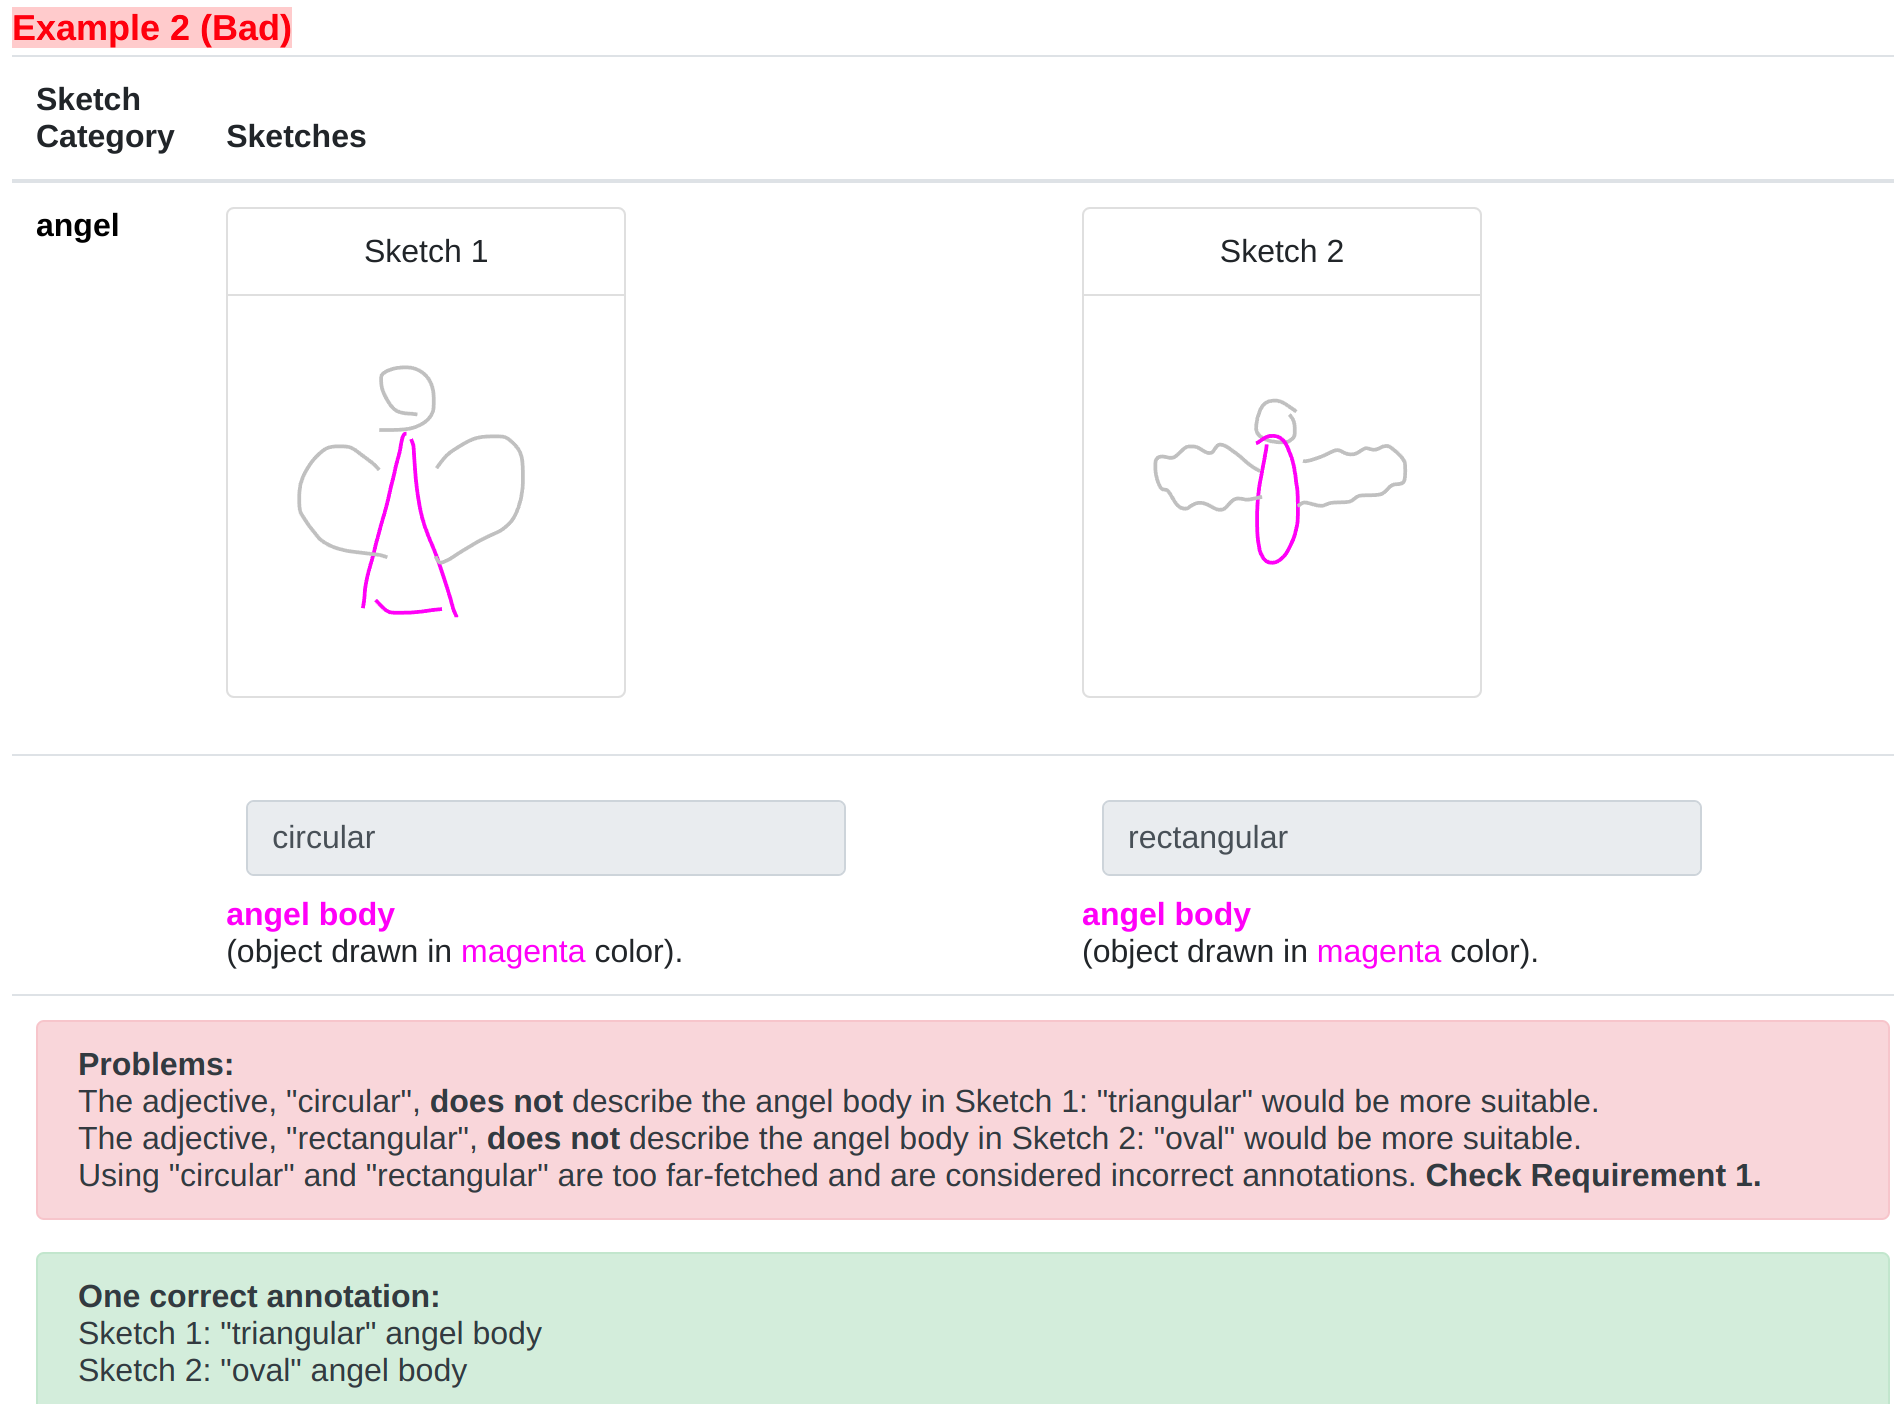 Example 2 (Bad)
Sketch
Category
Sketches
angel
Sketch 1
Sketch 2
circular
rectangular
angel body
(object drawn in magenta color).
angel body
(object drawn in magenta color).
Problems:
The adjective, "circular", does not describe the angel body in Sketch 1: "triangular" would be more suitable.
The adjective, "rectangular", does not describe the angel body in Sketch 2: "oval" would be more suitable.
Using "circular" and "rectangular" are too far-fetched and are considered incorrect annotations. Check Requirement 1.
One correct annotation:
Sketch 1: "triangular" angel body
Sketch 2: "oval" angel body